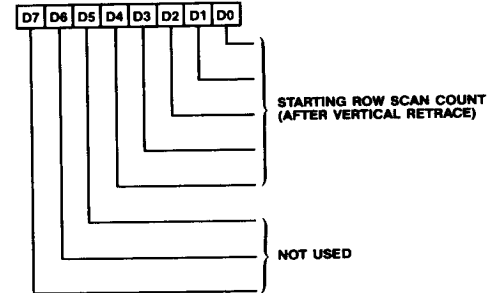 D7 D6 D5 D4 D3 D2 D1 D0
STARTING ROW SCAN COUNT
(AFTER VERTICAL RETRACE)
NOT USED